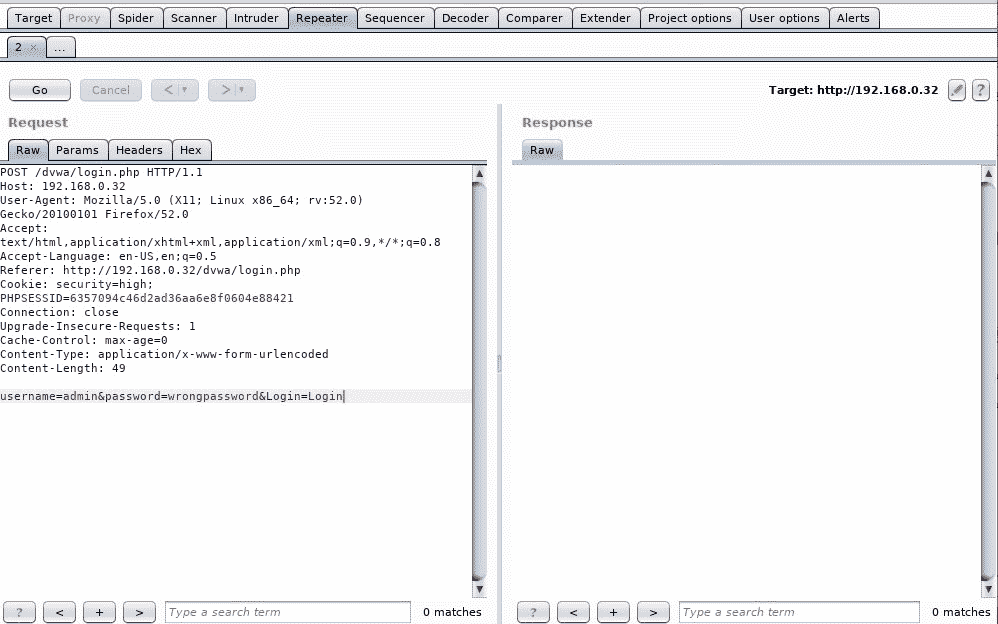 Target Proxy Spider Scanner Intruder Repeater Sequencer Decoder Comparer Extender Project options User options Alerts
2 × ...
Go Cancel < > Target: http://192.168.0.32 ?
Request
Raw Params Headers Hex
POST /dvwa/login.php HTTP/1.1
Host: 192.168.0.32
User-Agent: Mozilla/5.0 (X11; Linux x86_64; rv:52.0)
Gecko/20100101 Firefox/52.0
Accept:
text/html,application/xhtml+xml,application/xml;q=0.9,*/*;q=0.8
Accept-Language: en-US,en;q=0.5
Referer: http://192.168.0.32/dvwa/login.php
Cookie: security=high;
PHPSESSID=6357094c46d2ad36aa6e8f0604e88421
Connection: close
Upgrade-Insecure-Requests: 1
Cache-Control: max-age=0
Content-Type: application/x-www-form-urlencoded
Content-Length: 49
username=admin&password=wrongpassword&Login=Login
? < + > Type a search term 0 matches
Response
Raw
? < + > Type a search term 0 matches